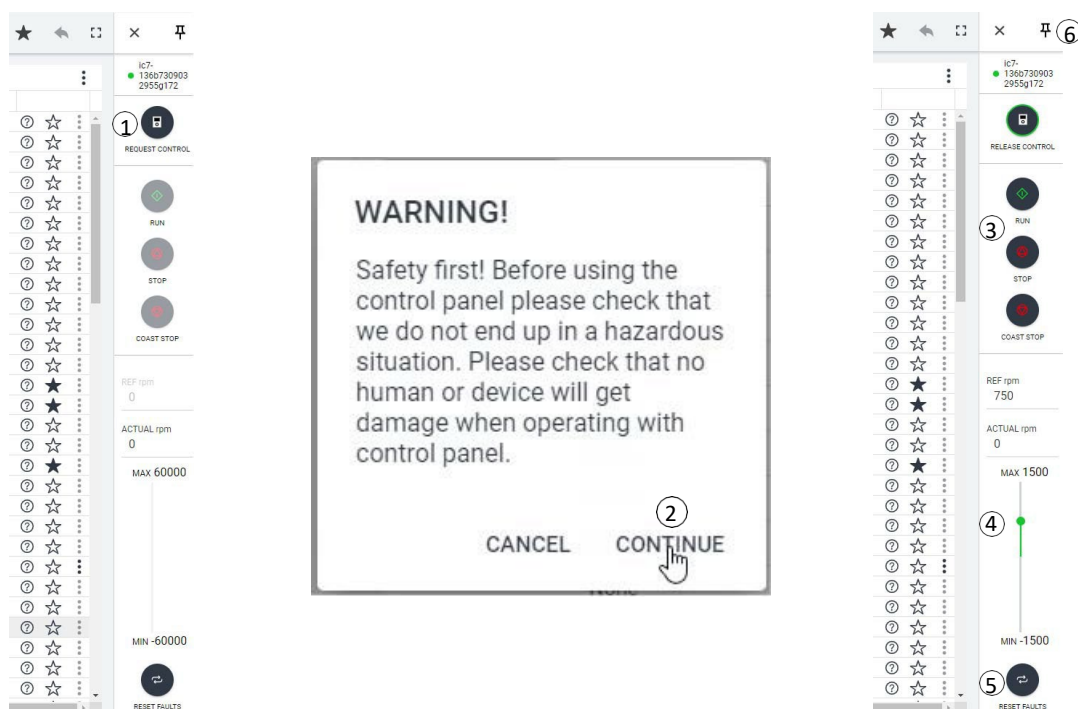 ic7-
136b730903
2955g172
1
REQUEST CONTROL
RUN
STOP
COAST STOP
REF rpm
0
ACTUAL rpm
0
MAX 60000
MIN -60000
RESET FAULTS
WARNING!
Safety first! Before using the
control panel please check that
we do not end up in a hazardous
situation. Please check that no
human or device will get
damage when operating with
control panel.
2
CANCEL CONTINUE
None
6
ic7-
136b730903
2955g172
RELEASE CONTROL
RUN
3
STOP
COAST STOP
REF rpm
750
ACTUAL rpm
0
MAX 1500
4
MIN -1500
5
RESET FAULTS